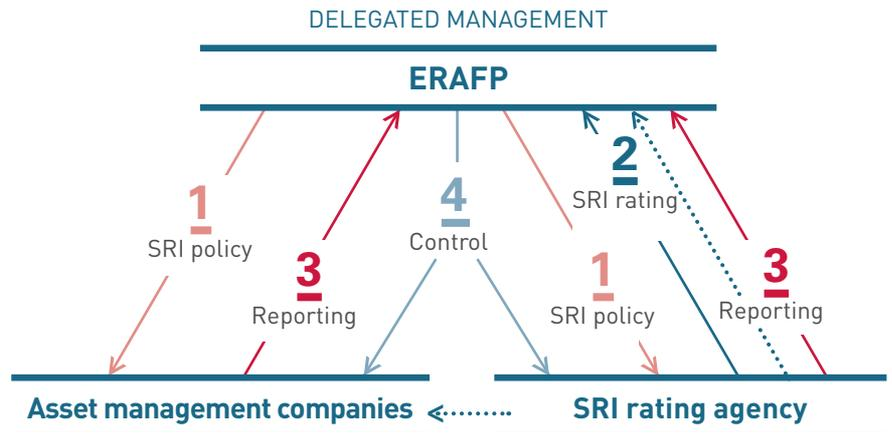 DELEGATED MANAGEMENT
ERAFP
2
SRI rating
1
SRI policy
4
Control
3
Reporting
1
SRI policy
3
Reporting
Asset management companies
SRI rating agency